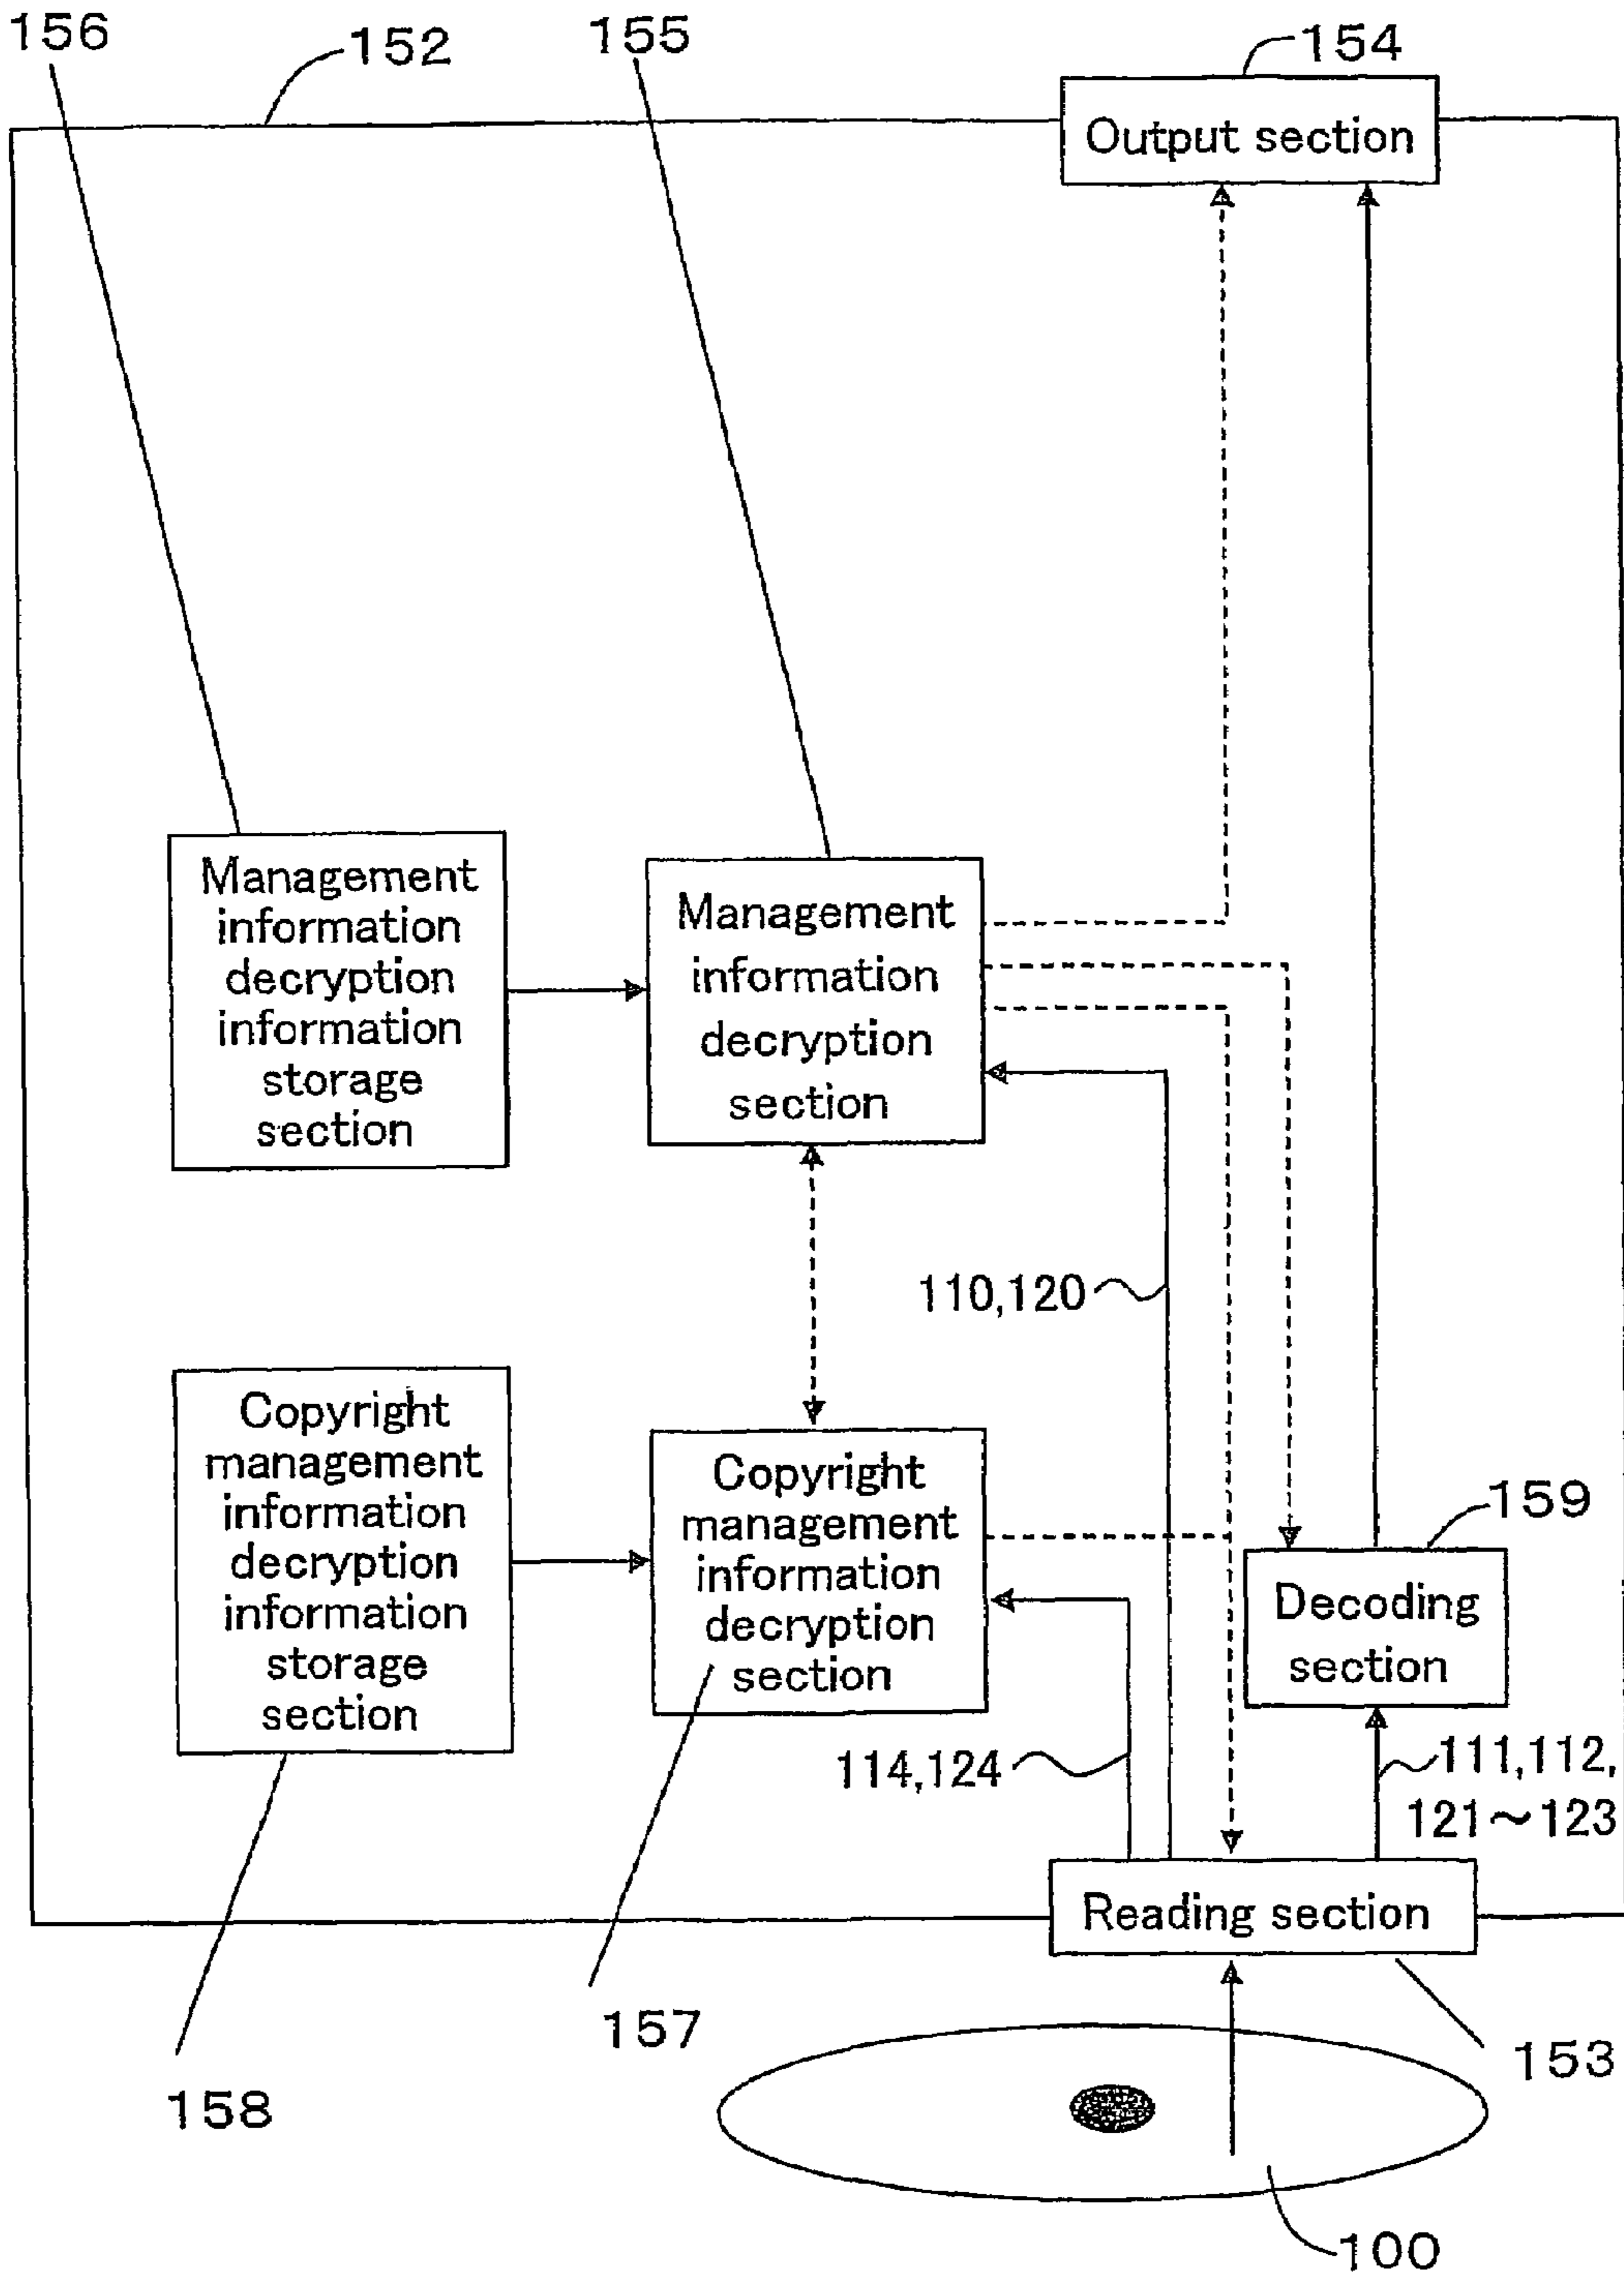 156
152
155
154
Output section
Management
information
decryption
information
storage
section
Management
information
decryption
section
110,120
Copyright
management
information
decryption
information
storage
section
Copyright
management
information
decryption
section
159
Decoding
section
114,124
111,112,
121～123
Reading section
157
153
158
100